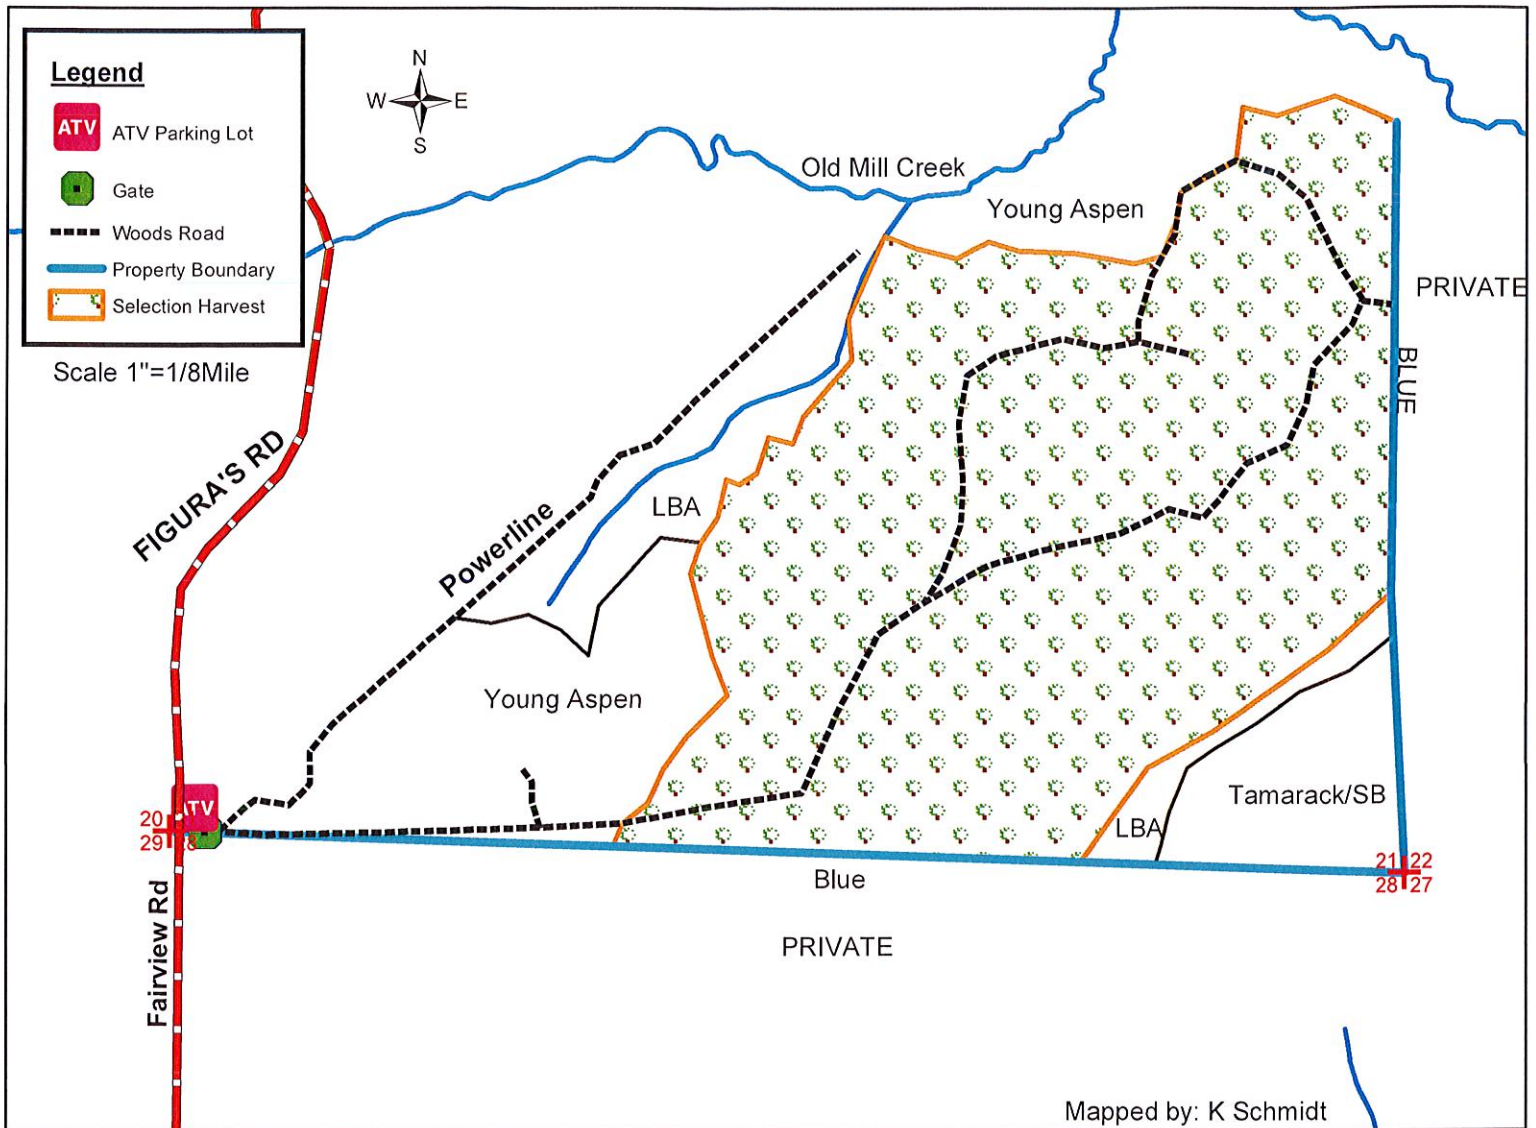 Legend
ATV
ATV Parking Lot
Gate
Woods Road
Property Boundary
Selection Harvest
Scale 1"=1/8Mile
N
W E
S
Old Mill Creek
Young Aspen
PRIVATE
BLUE
FIGURA'S RD
Powerline
LBA
Young Aspen
ATV
20
29 28
Tamarack/SB
LBA
21 22
28 27
Blue
PRIVATE
Fairview Rd
Mapped by: K Schmidt